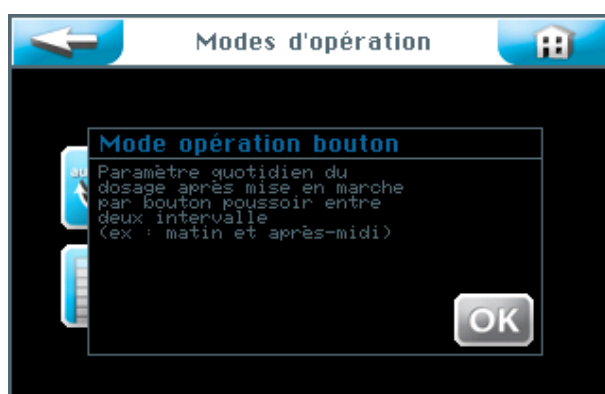 Modes d'opération
Mode opération bouton
Paramètre quotidien du
dosage après mise en marche
par bouton poussoir entre
deux intervalle
(ex : matin et après-midi)
OK